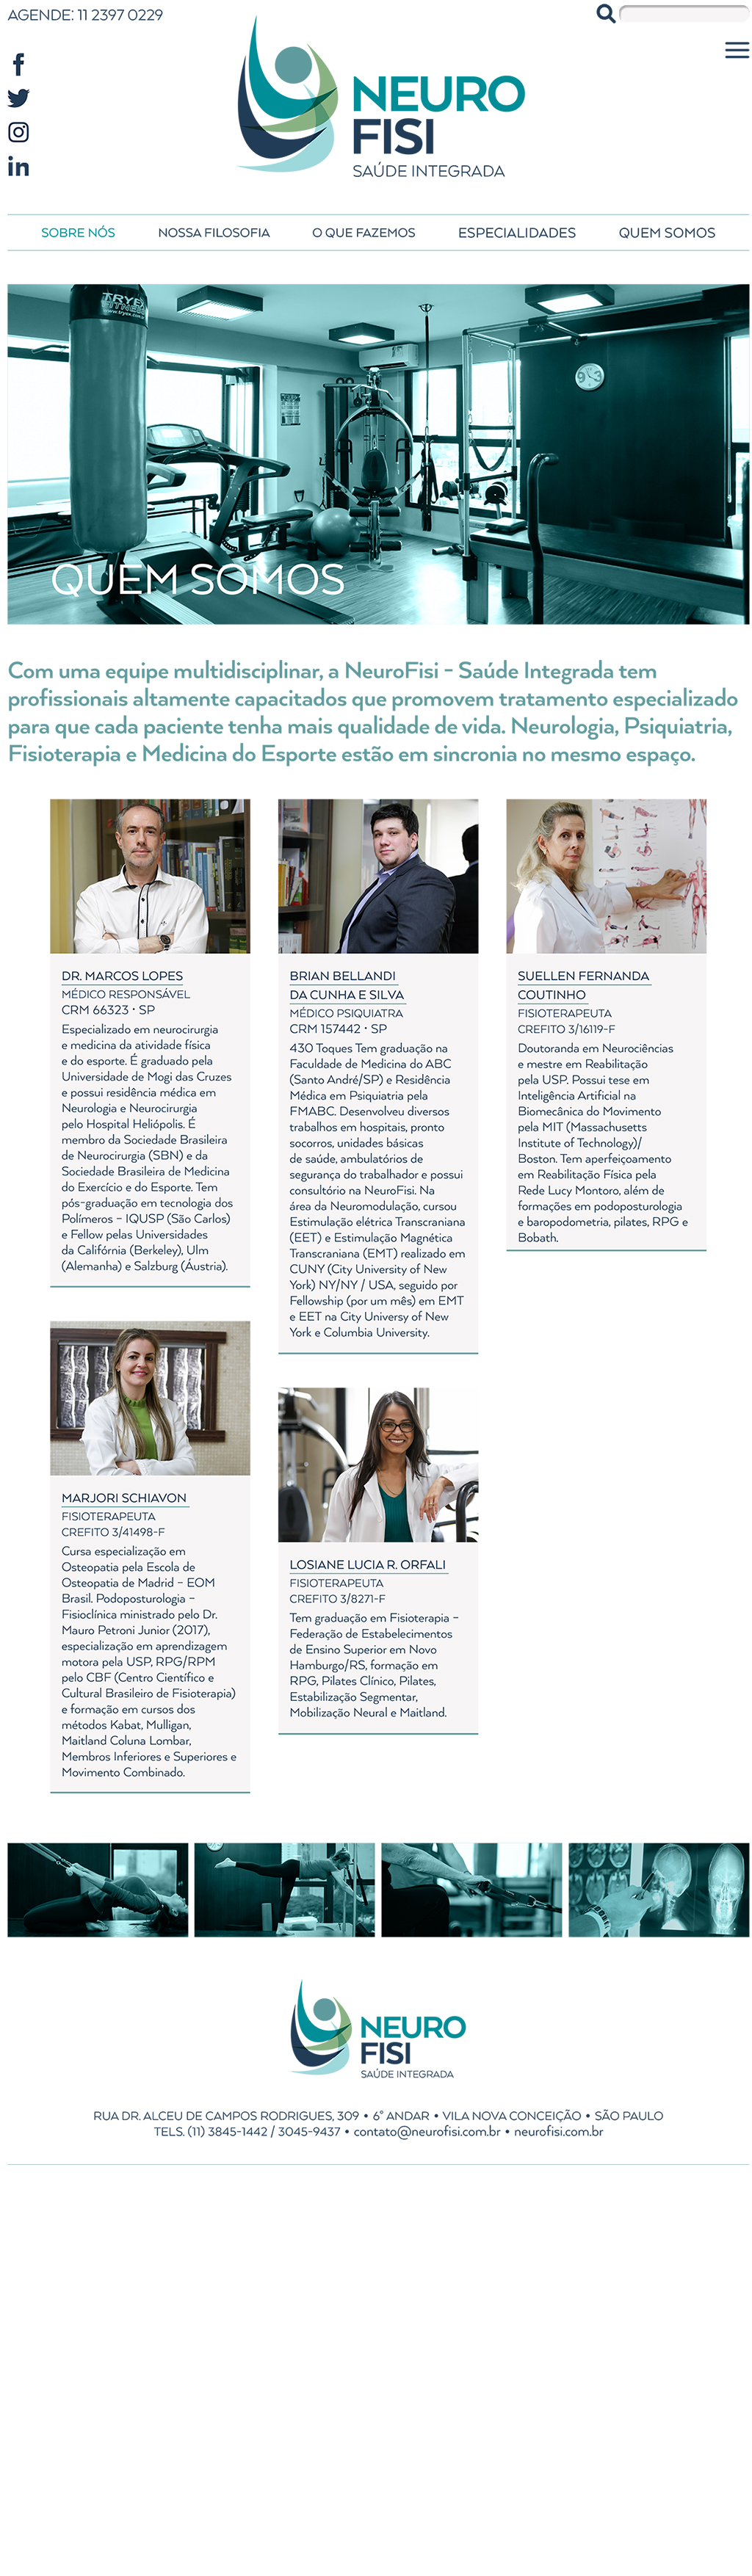 AGENDE: 11 2397 0229
NEURO
FISI
SAÚDE INTEGRADA
SOBRE NÓS
NOSSA FILOSOFIA
O QUE FAZEMOS
ESPECIALIDADES
QUEM SOMOS
TRYEX
FITNESS
www.tryex.com.br
QUEM SOMOS
Com uma equipe multidisciplinar, a NeuroFisi - Saúde Integrada tem
profissionais altamente capacitados que promovem tratamento especializado
para que cada paciente tenha mais qualidade de vida. Neurologia, Psiquiatria,
Fisioterapia e Medicina do Esporte estão em sincronia no mesmo espaço.
DR. MARCOS LOPES
MÉDICO RESPONSÁVEL
CRM 66323 • SP
Especializado em neurocirurgia
e medicina da atividade física
e do esporte. É graduado pela
Universidade de Mogi das Cruzes
e possui residência médica em
Neurologia e Neurocirurgia
pelo Hospital Heliópolis. É
membro da Sociedade Brasileira
de Neurocirurgia (SBN) e da
Sociedade Brasileira de Medicina
do Exercício e do Esporte. Tem
pós-graduação em tecnologia dos
Polímeros – IQUSP (São Carlos)
e Fellow pelas Universidades
da Califórnia (Berkeley), Ulm
(Alemanha) e Salzburg (Áustria).
BRIAN BELLANDI
DA CUNHA E SILVA
MÉDICO PSIQUIATRA
CRM 157442 • SP
430 Toques Tem graduação na
Faculdade de Medicina do ABC
(Santo André/SP) e Residência
Médica em Psiquiatria pela
FMABC. Desenvolveu diversos
trabalhos em hospitais, pronto
socorros, unidades básicas
de saúde, ambulatórios de
segurança do trabalhador e possui
consultório na NeuroFisi. Na
área da Neuromodulação, cursou
Estimulação elétrica Transcraniana
(EET) e Estimulação Magnética
Transcraniana (EMT) realizado em
CUNY (City University of New
York) NY/NY / USA, seguido por
Fellowship (por um mês) em EMT
e EET na City Universy of New
York e Columbia University.
SUELLEN FERNANDA
COUTINHO
FISIOTERAPEUTA
CREFITO 3/16119-F
Doutoranda em Neurociências
e mestre em Reabilitação
pela USP. Possui tese em
Inteligência Artificial na
Biomecânica do Movimento
pela MIT (Massachusetts
Institute of Technology)/
Boston. Tem aperfeiçoamento
em Reabilitação Física pela
Rede Lucy Montoro, além de
formações em podoposturologia
e baropodometria, pilates, RPG e
Bobath.
MARJORI SCHIAVON
FISIOTERAPEUTA
CREFITO 3/41498-F
Cursa especialização em
Osteopatia pela Escola de
Osteopatia de Madrid – EOM
Brasil. Podoposturologia –
Fisioclínica ministrado pelo Dr.
Mauro Petroni Junior (2017),
especialização em aprendizagem
motora pela USP, RPG/RPM
pelo CBF (Centro Científico e
Cultural Brasileiro de Fisioterapia)
e formação em cursos dos
métodos Kabat, Mulligan,
Maitland Coluna Lombar,
Membros Inferiores e Superiores e
Movimento Combinado.
LOSIANE LUCIA R. ORFALI
FISIOTERAPEUTA
CREFITO 3/8271-F
Tem graduação em Fisioterapia –
Federação de Estabelecimentos
de Ensino Superior em Novo
Hamburgo/RS, formação em
RPG, Pilates Clínico, Pilates,
Estabilização Segmentar,
Mobilização Neural e Maitland.
NEURO
FISI
SAÚDE INTEGRADA
RUA DR. ALCEU DE CAMPOS RODRIGUES, 309 • 6° ANDAR • VILA NOVA CONCEIÇÃO • SÃO PAULO
TELS. (11) 3845-1442 / 3045-9437 • contato@neurofisi.com.br • neurofisi.com.br